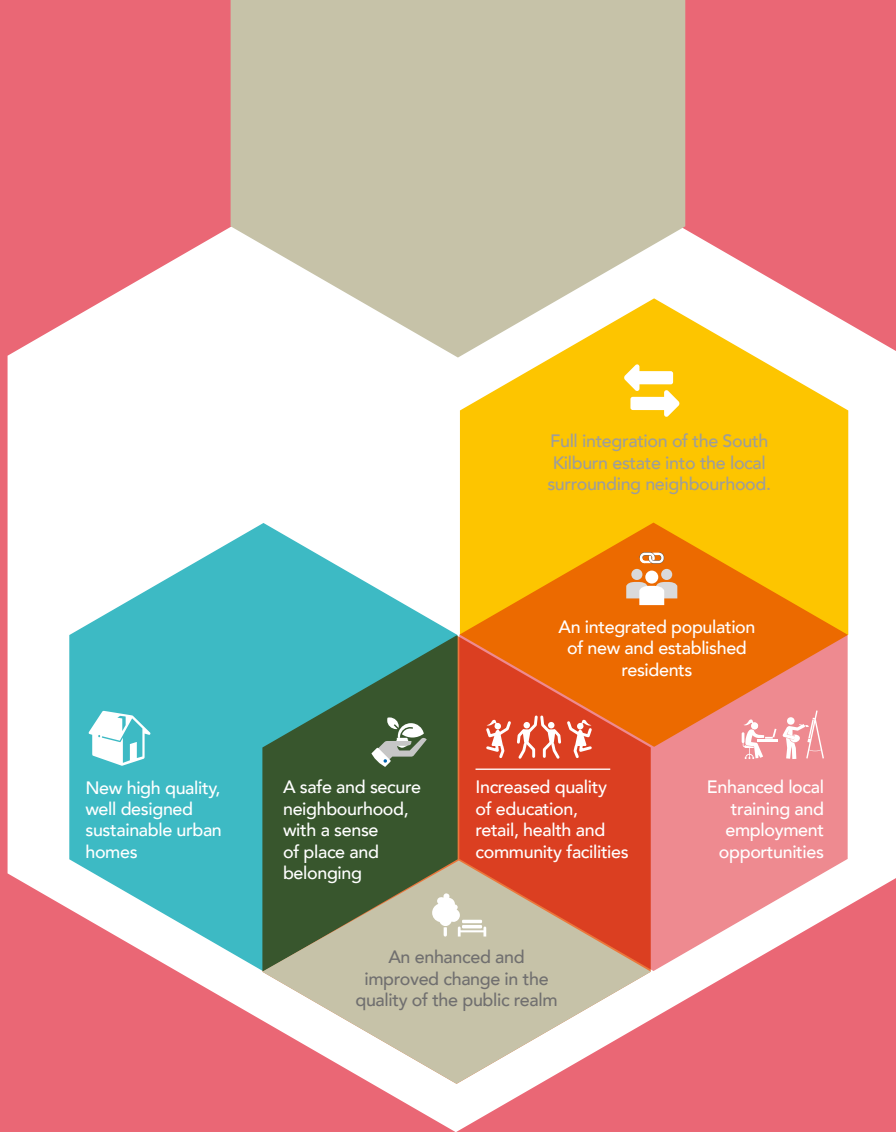 Full integration of the South
Kilburn estate into the local
surrounding neighbourhood.
An integrated population
of new and established
residents
New high quality,
well designed
sustainable urban
homes
A safe and secure
neighbourhood,
with a sense
of place and
belonging
Increased quality
of education,
retail, health and
community facilities
Enhanced local
training and
employment
opportunities
An enhanced and
improved change in the
quality of the public realm